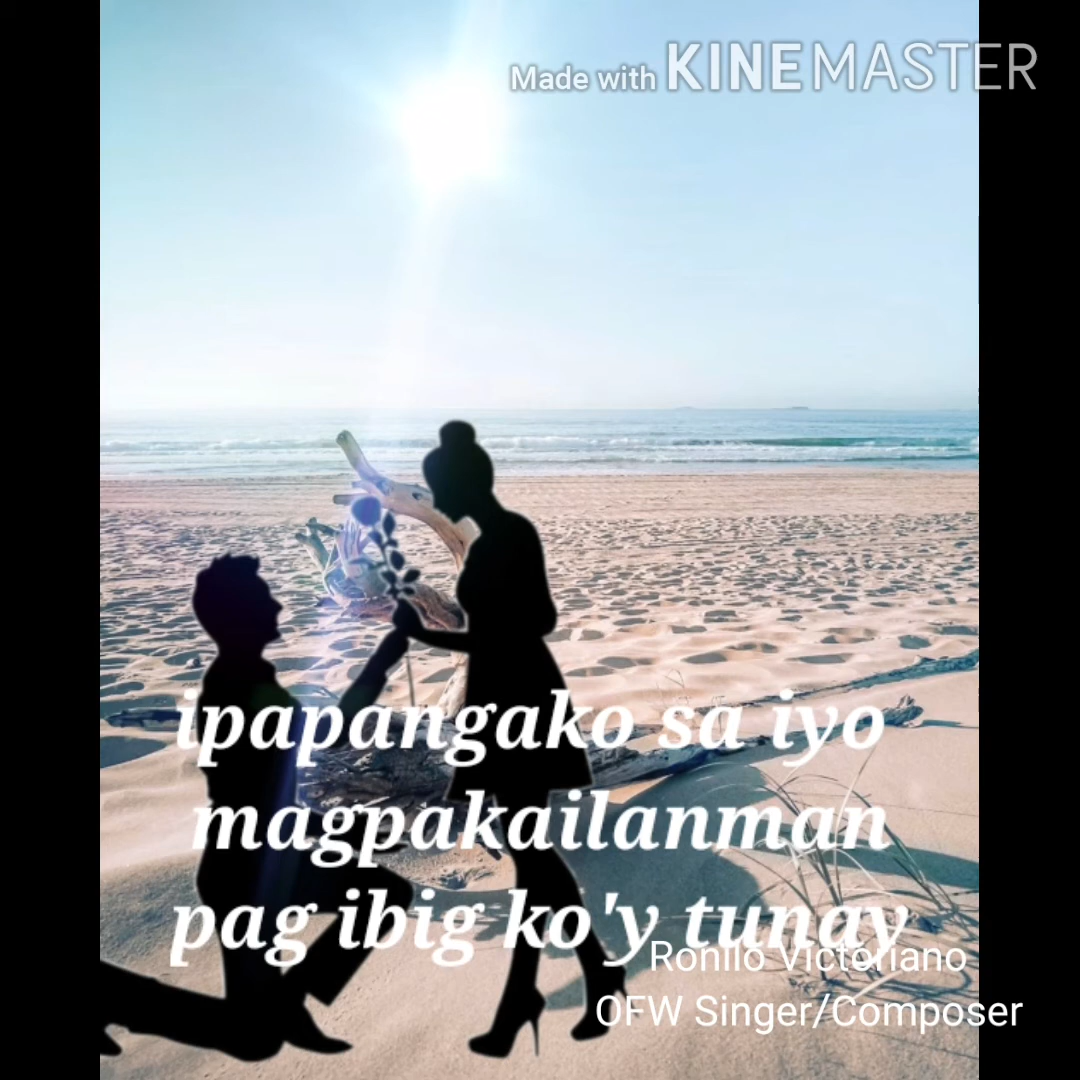 Made with KINEMASTER
ipapangako sa iyo
magpakailanman
pag ibig ko'y tunay
Ronilo Victoriano
OFW Singer/Composer